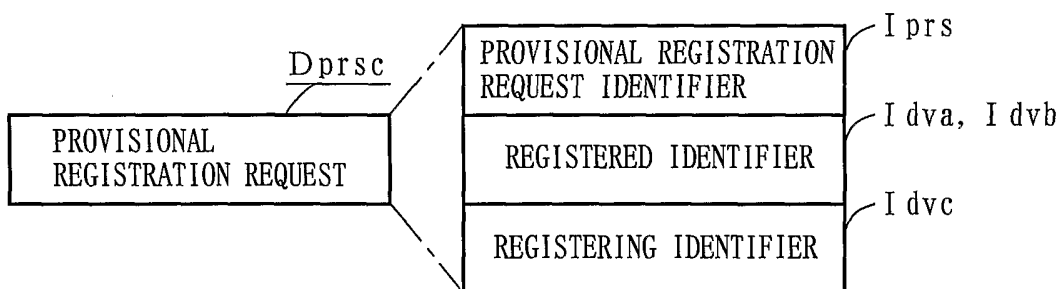 Dprsc
PROVISIONAL
REGISTRATION REQUEST
PROVISIONAL REGISTRATION
REQUEST IDENTIFIER
Iprs
REGISTERED IDENTIFIER
Idva, Idvb
REGISTERING IDENTIFIER
Idvc